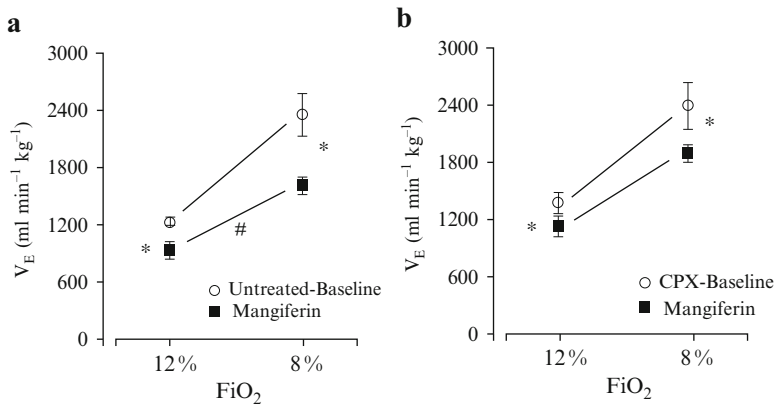 a
3000
2400
1800
1200
600
0
V_E (ml min⁻¹ kg⁻¹)
*
*
#
Untreated-Baseline
Mangiferin
12%
8%
FiO₂
b
3000
2400
1800
1200
600
0
V_E (ml min⁻¹ kg⁻¹)
*
*
CPX-Baseline
Mangiferin
12%
8%
FiO₂